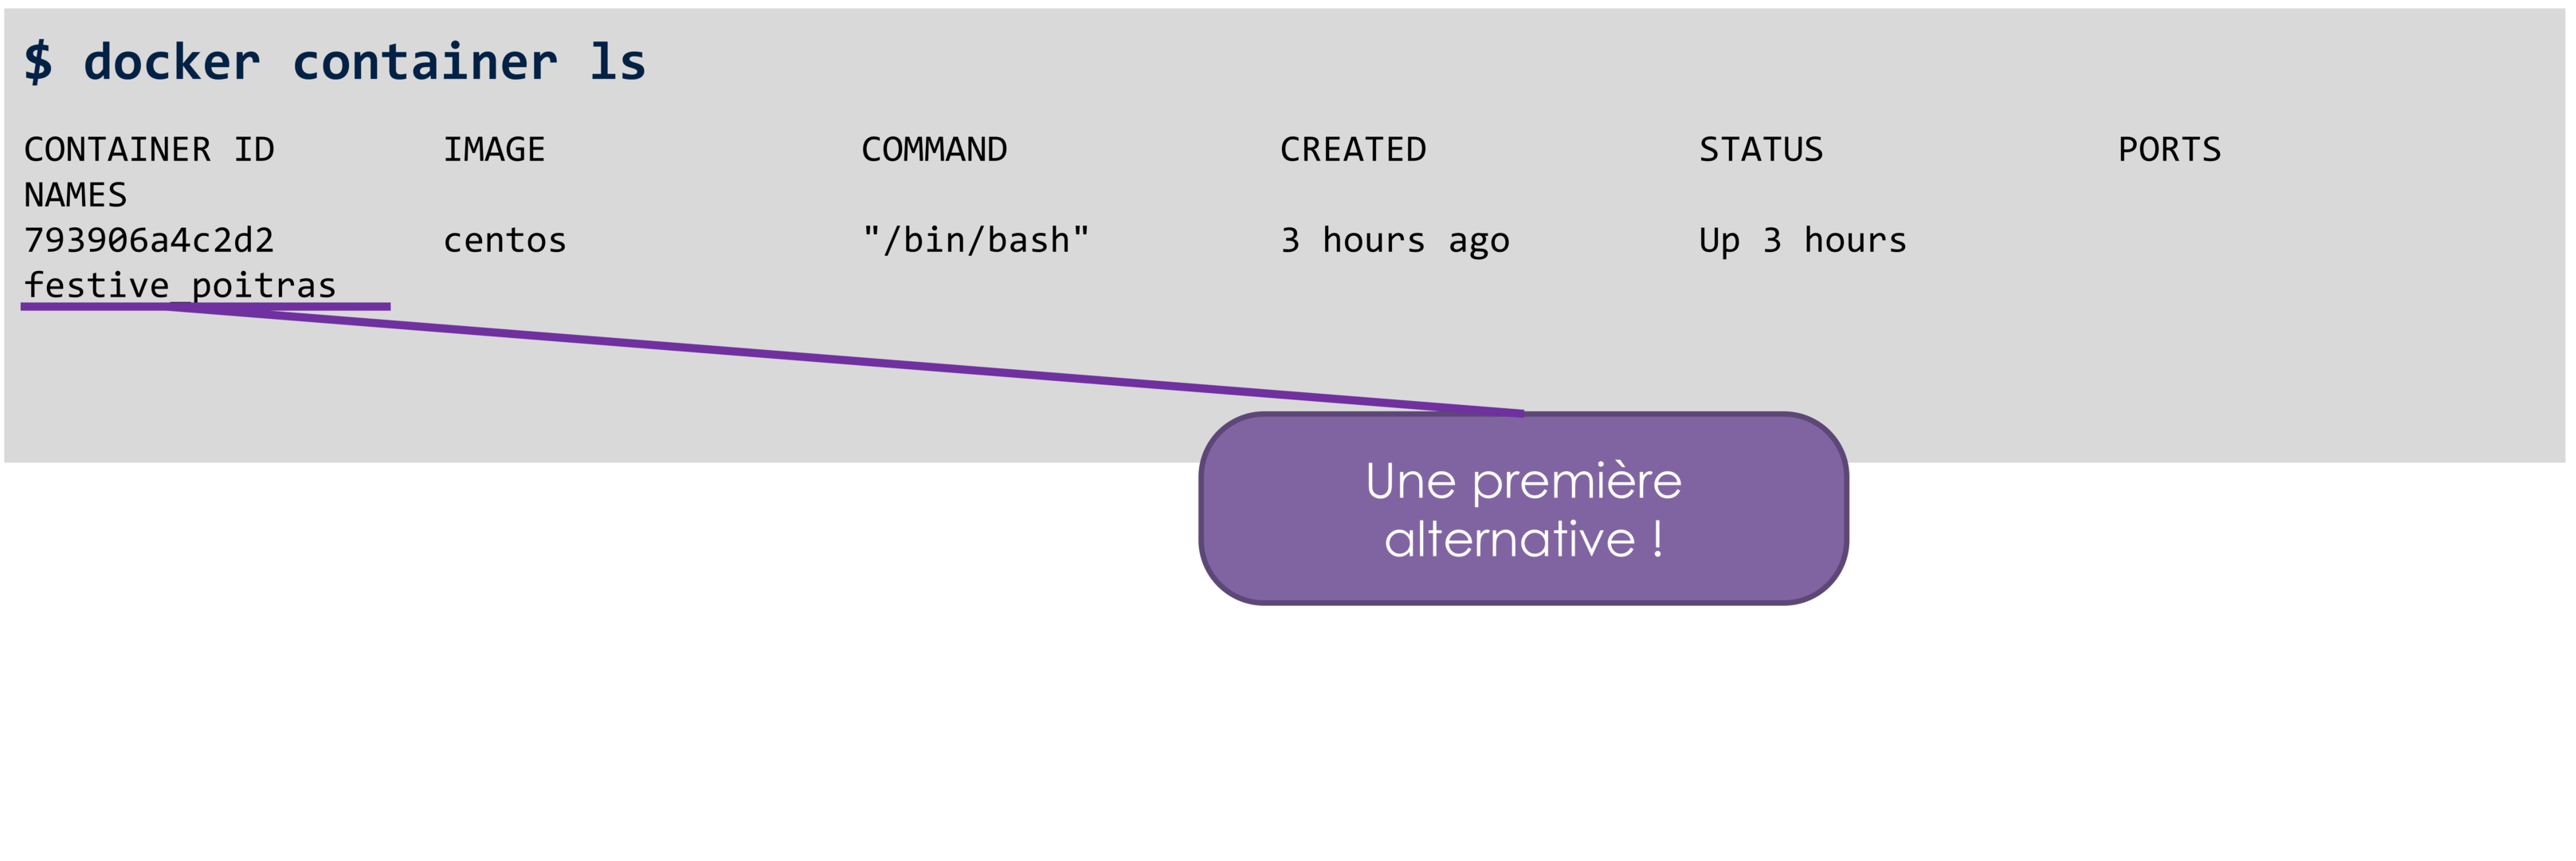 $ docker container ls
CONTAINER ID IMAGE COMMAND CREATED STATUS PORTS
NAMES
793906a4c2d2 centos "/bin/bash" 3 hours ago Up 3 hours
festive_poitras
Une première
alternative !